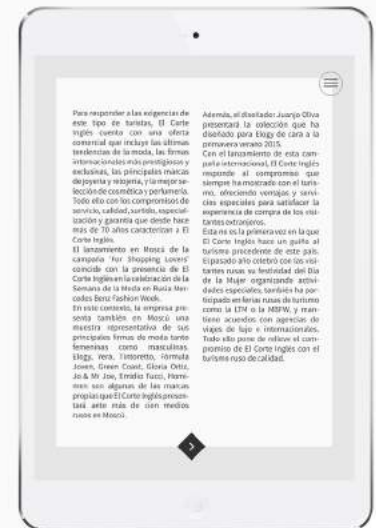 Para responder a las exigencias de
este tipo de turistas, El Corte
Inglés cuenta con una oferta
comercial que incluye las últimas
tendencias de la moda, las firmas
internacionales más prestigiosas y
exclusivas, las principales marcas
de joyería y relojería, y la mejor se-
lección de cosmética y perfumería.
Todo ello con los compromisos de
servicio, calidad, surtido, especial-
ización y garantía que desde hace
más de 70 años caracterizan a El
Corte Inglés.
El lanzamiento en Moscú de la
campaña 'For Shopping Lovers'
coincide con la presencia de El
Corte Inglés en la celebración de la
Semana de la Moda en Rusia Mer-
cedes Benz Fashion Week.
En este contexto, la empresa pre-
senta también en Moscú una
muestra representativa de sus
principales firmas de moda tanto
femeninas como masculinas.
Elogy, Yera, Tintoretto, Fórmula
Joven, Green Coast, Gloria Ortiz,
Jo & Mr Joe, Emidio Tucci, Homi-
men son algunas de las marcas
propias que El Corte Inglés presen-
tará ante más de cien medios
rusos en Moscú.
Además, el diseñador Juanjo Oliva
presentará la colección que ha
diseñado para Elogy de cara a la
primavera verano 2015.
Con el lanzamiento de esta cam-
paña internacional, El Corte Inglés
responde al compromiso que
siempre ha mostrado con el turis-
mo, ofreciendo ventajas y servi-
cios especiales para satisfacer la
experiencia de compra de los visi-
tantes extranjeros.
Esta no es la primera vez en la que
El Corte Inglés hace un guiño al
turismo procedente de este país.
El pasado año celebró con las visi-
tantes rusas su festividad del Día
de la Mujer organizando activi-
dades especiales, también ha par-
ticipado en ferias rusas de turismo
como la LTM o la MBFW, y man-
tiene acuerdos con agencias de
viajes de lujo e internacionales.
Todo ello pone de relieve el com-
promiso de El Corte Inglés con el
turismo ruso de calidad.